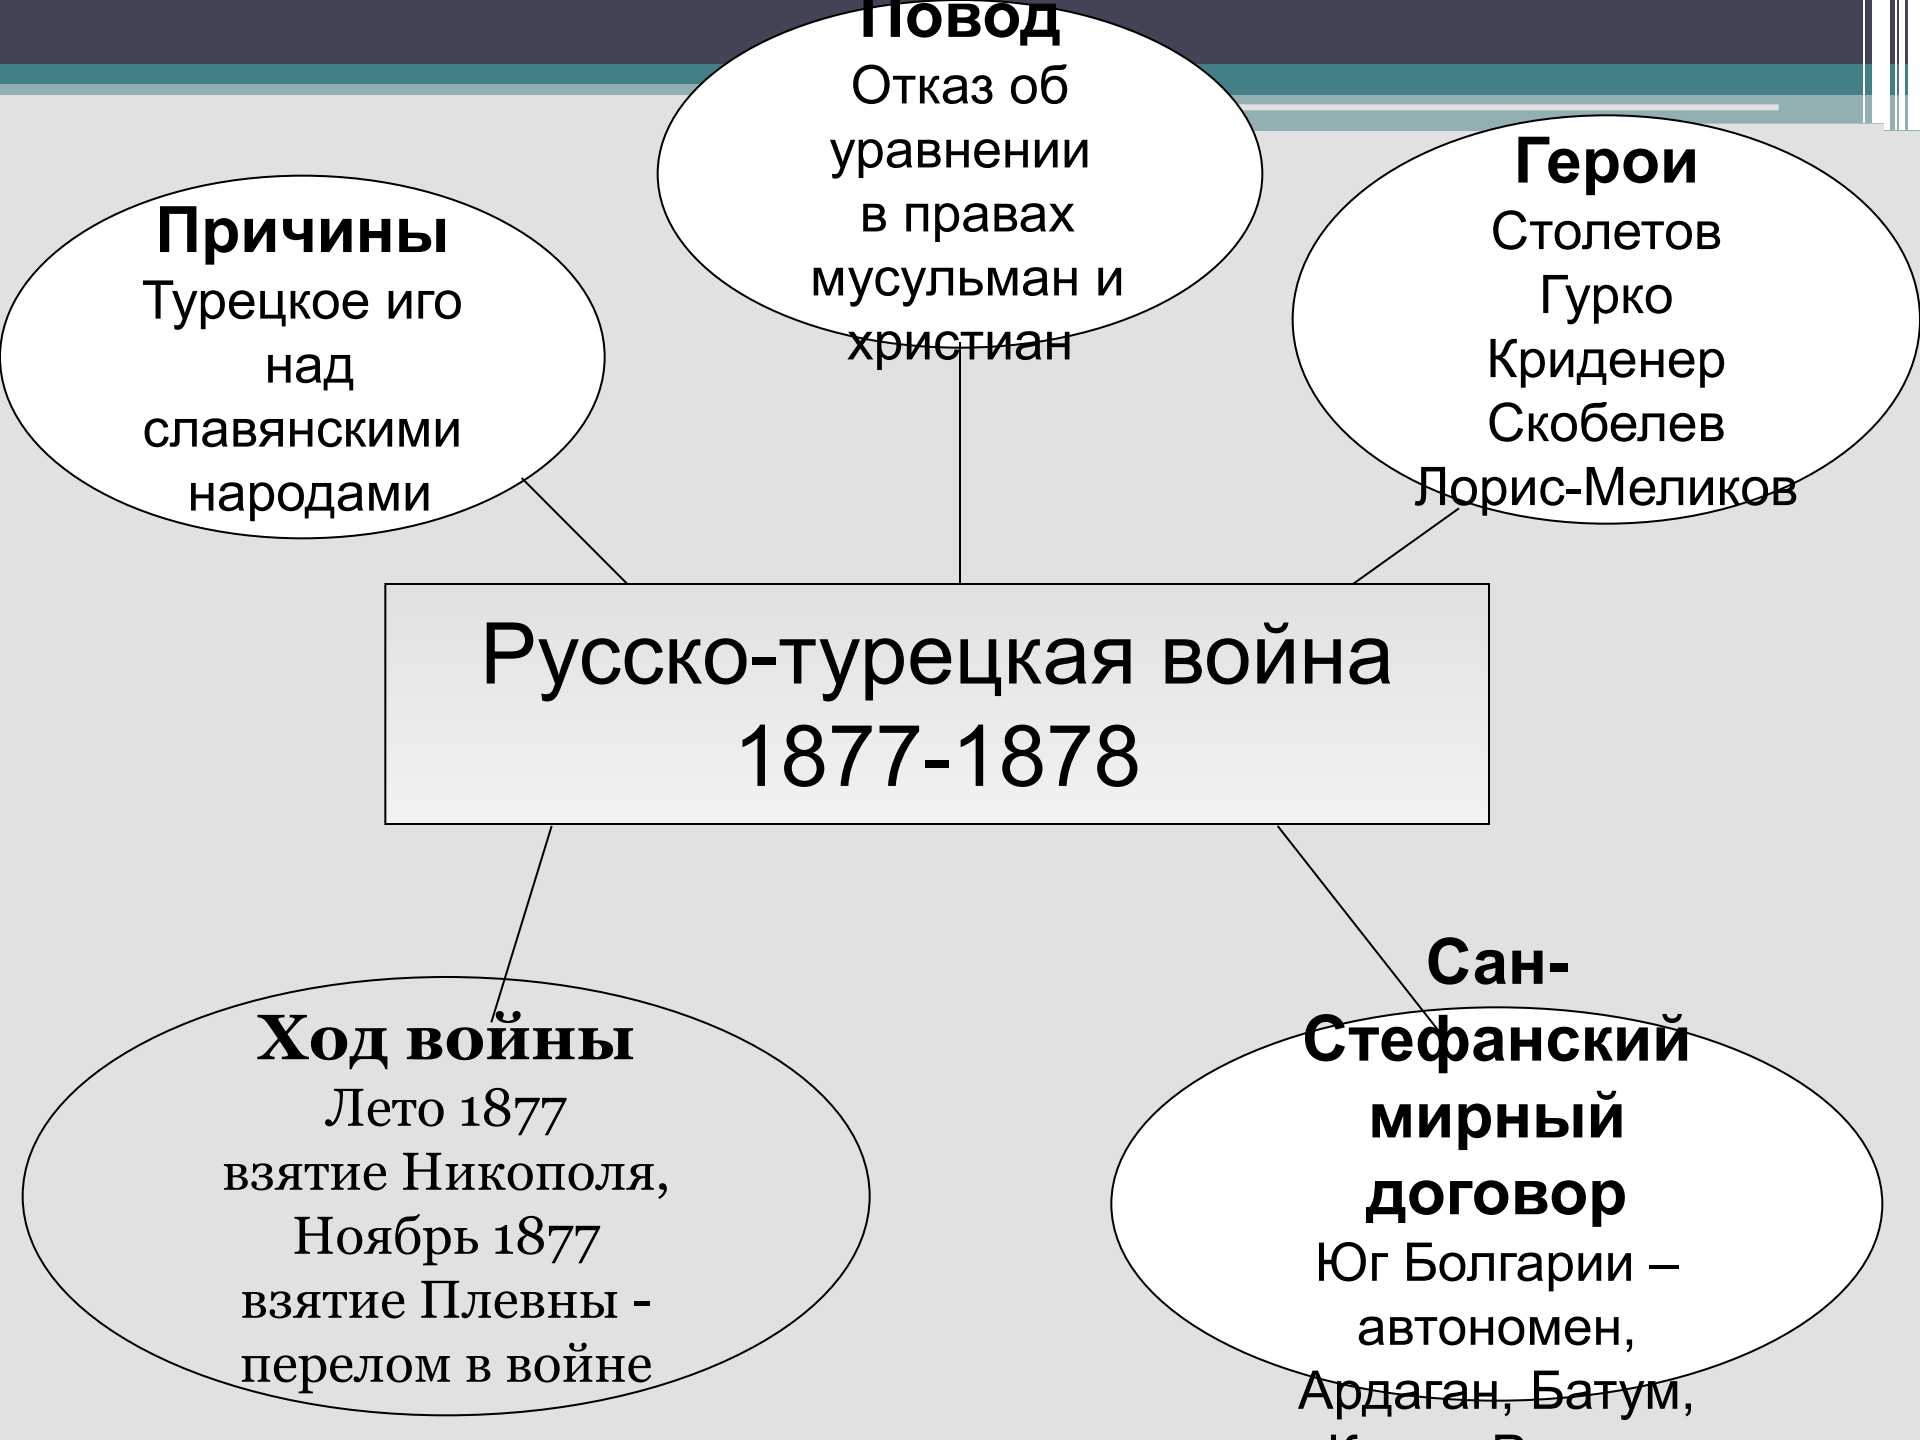 Повод
Отказ об
уравнении
в правах
мусульман и
христиан
Герои
Столетов
Гурко
Криденер
Скобелев
Лорис-Меликов
Причины
Турецкое иго
над
славянскими
народами
Русско-турецкая война
1877-1878
Ход войны
Лето 1877
взятие Никополя,
Ноябрь 1877
взятие Плевны -
перелом в войне
Сан-
Стефанский
мирный
договор
Юг Болгарии –
автономен,
Ардаган, Батум,